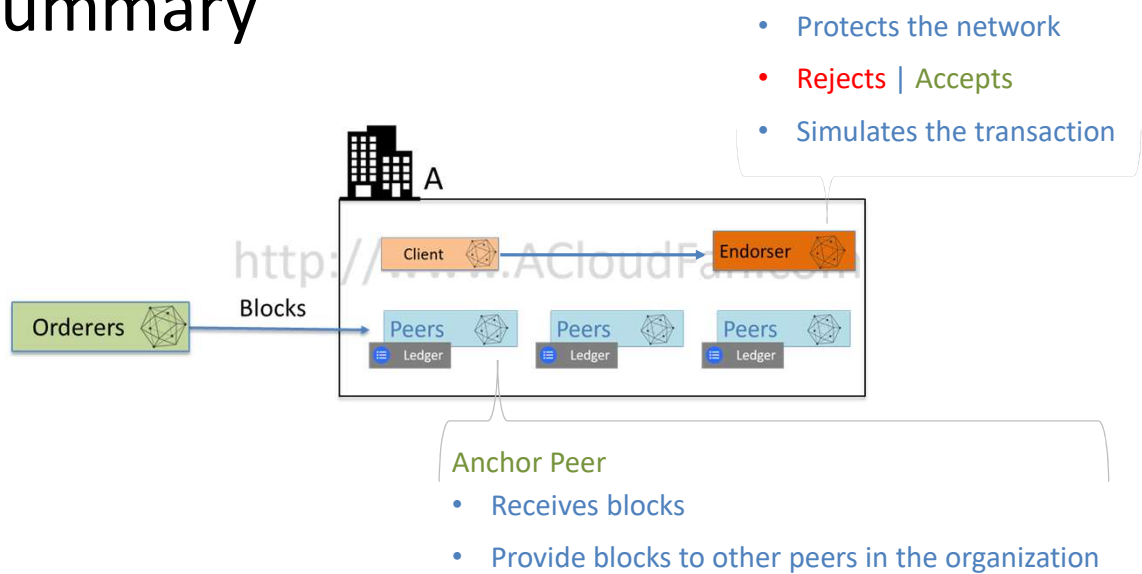 ummary
• Protects the network
• Rejects | Accepts
• Simulates the transaction
A
http://www.ACloudFan.com
Client
Endorser
Orderers
Blocks
Peers
Peers
Peers
Ledger
Ledger
Ledger
Anchor Peer
• Receives blocks
• Provide blocks to other peers in the organization